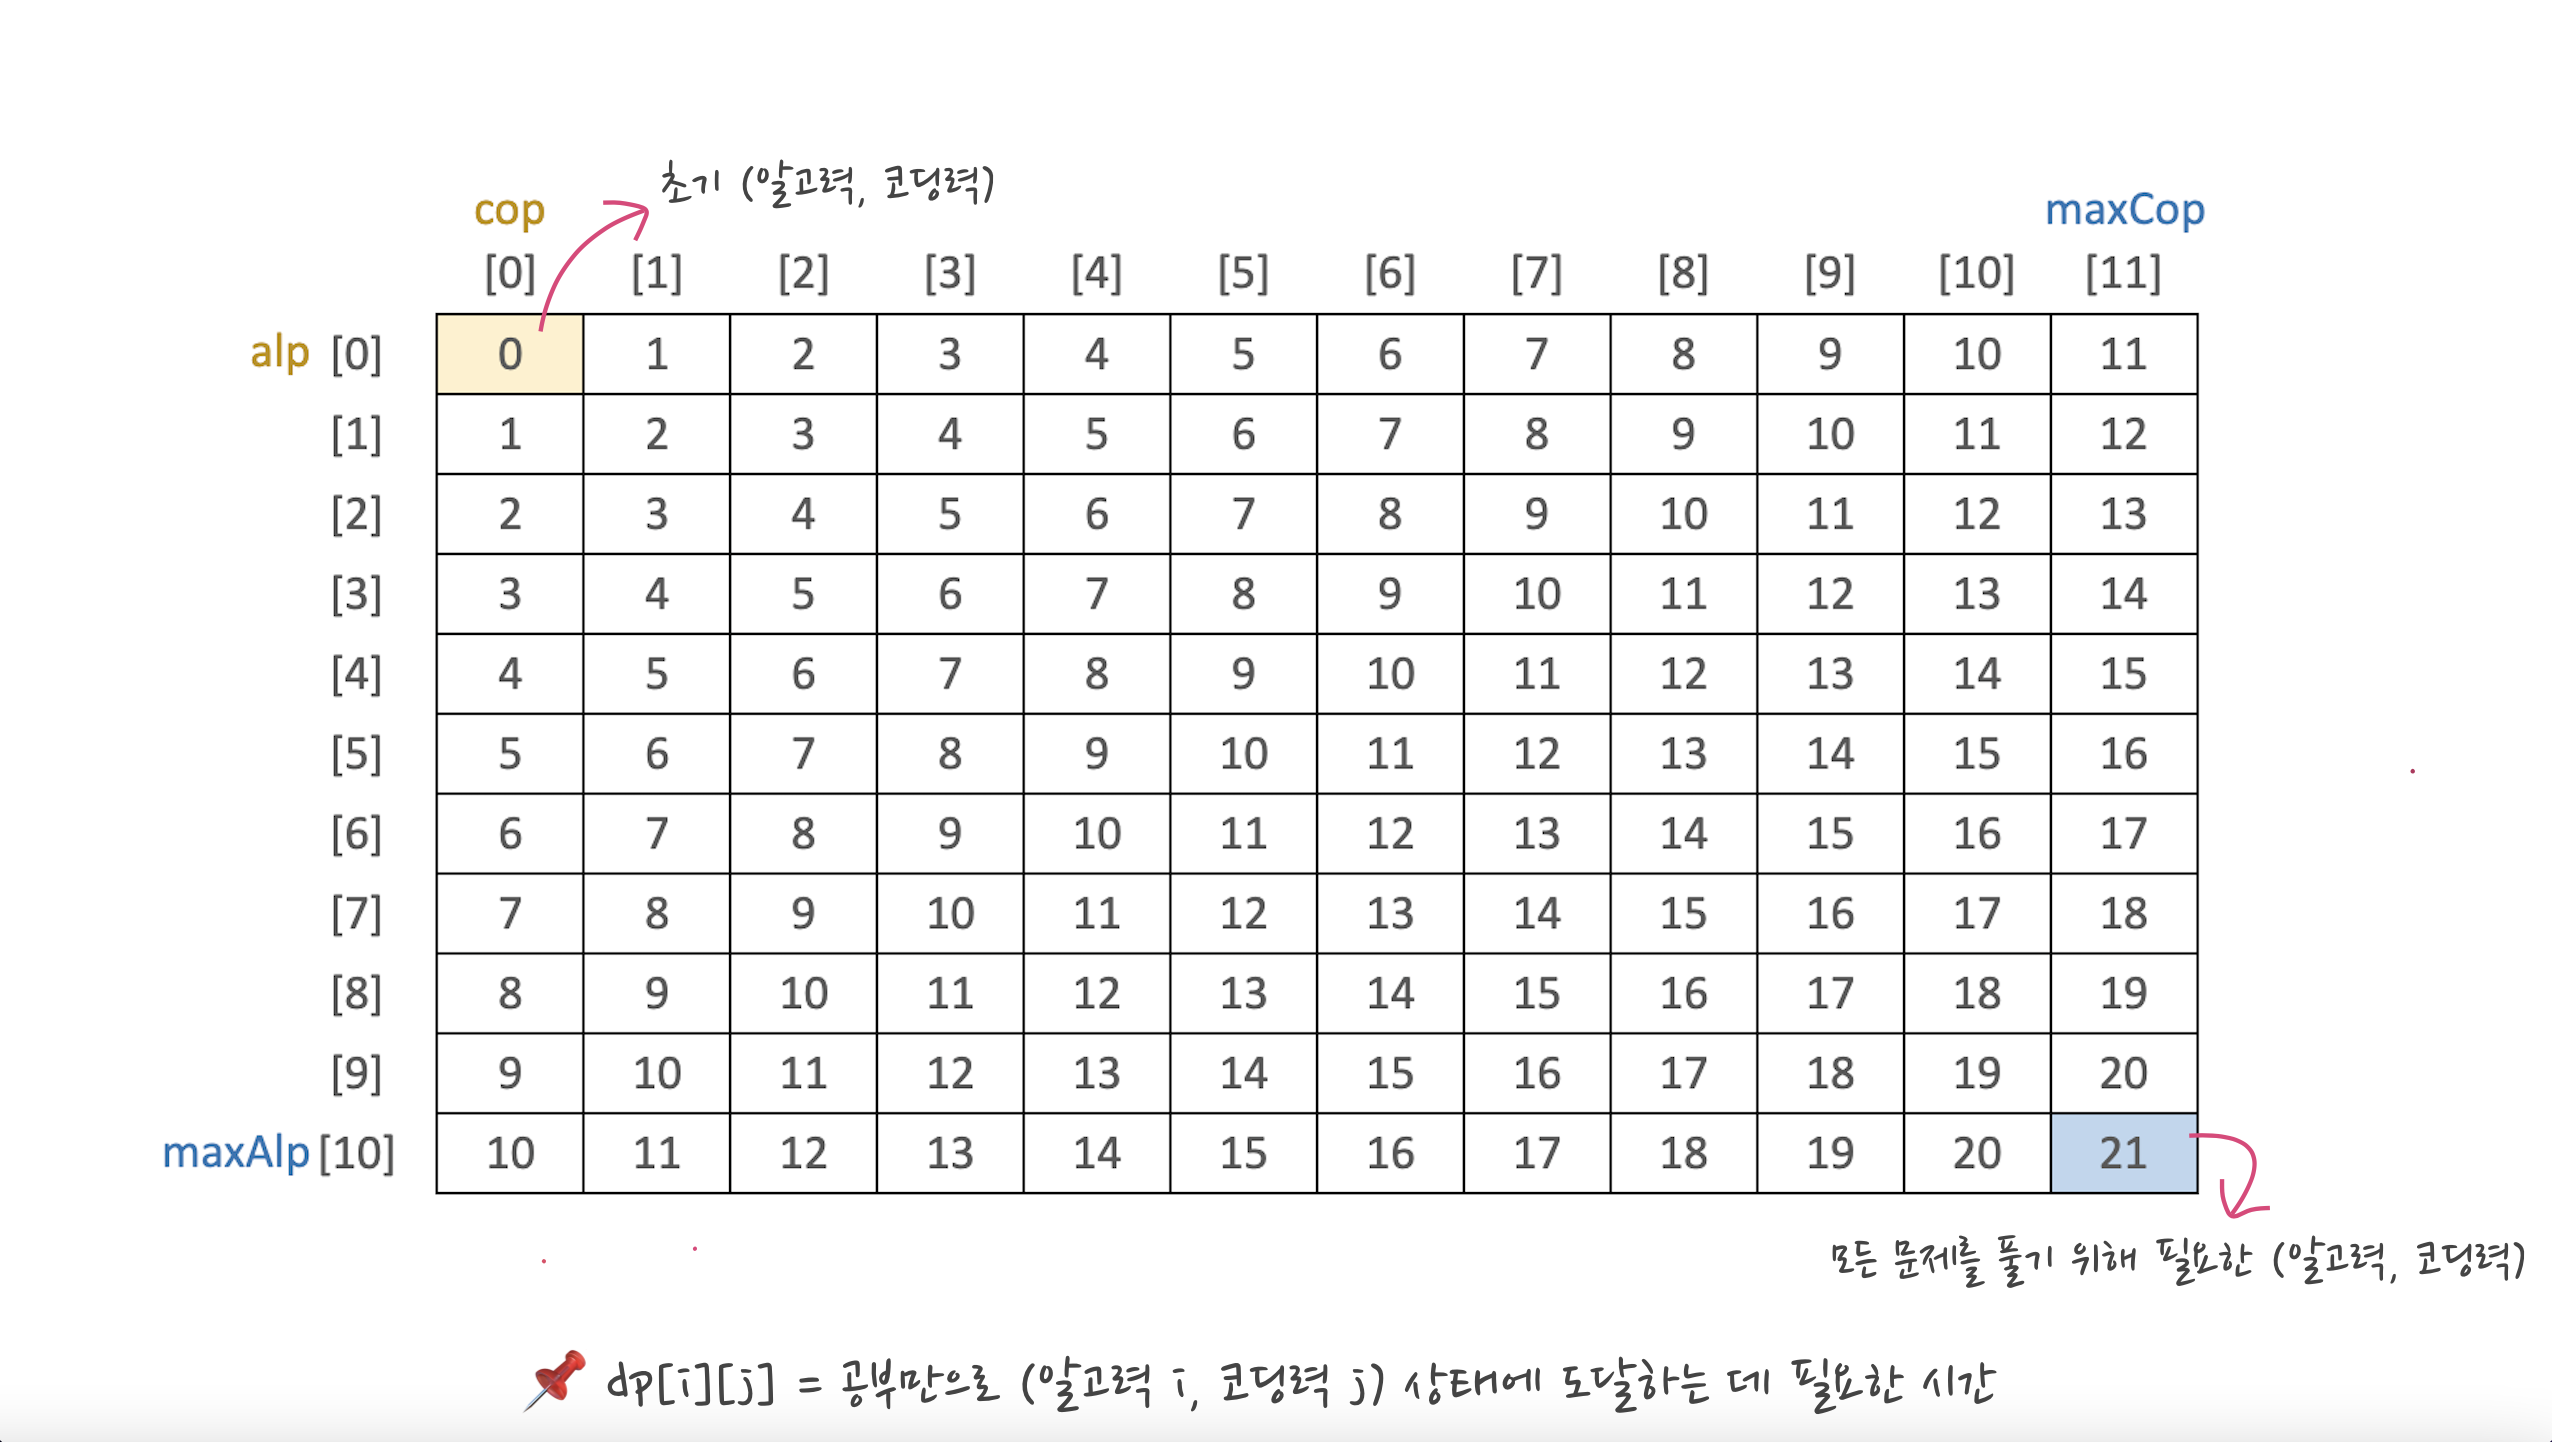 초기 (알고력, 코딩력)
cop maxCop
[0] [1] [2] [3] [4] [5] [6] [7] [8] [9] [10] [11]
alp [0] 0 1 2 3 4 5 6 7 8 9 10 11
[1] 1 2 3 4 5 6 7 8 9 10 11 12
[2] 2 3 4 5 6 7 8 9 10 11 12 13
[3] 3 4 5 6 7 8 9 10 11 12 13 14
[4] 4 5 6 7 8 9 10 11 12 13 14 15
[5] 5 6 7 8 9 10 11 12 13 14 15 16
[6] 6 7 8 9 10 11 12 13 14 15 16 17
[7] 7 8 9 10 11 12 13 14 15 16 17 18
[8] 8 9 10 11 12 13 14 15 16 17 18 19
[9] 9 10 11 12 13 14 15 16 17 18 19 20
maxAlp [10] 10 11 12 13 14 15 16 17 18 19 20 21
모든 문제를 풀기 위해 필요한 (알고력, 코딩력)
dp[i][j] = 공부만으로 (알고력 i, 코딩력 j) 상태에 도달하는 데 필요한 시간